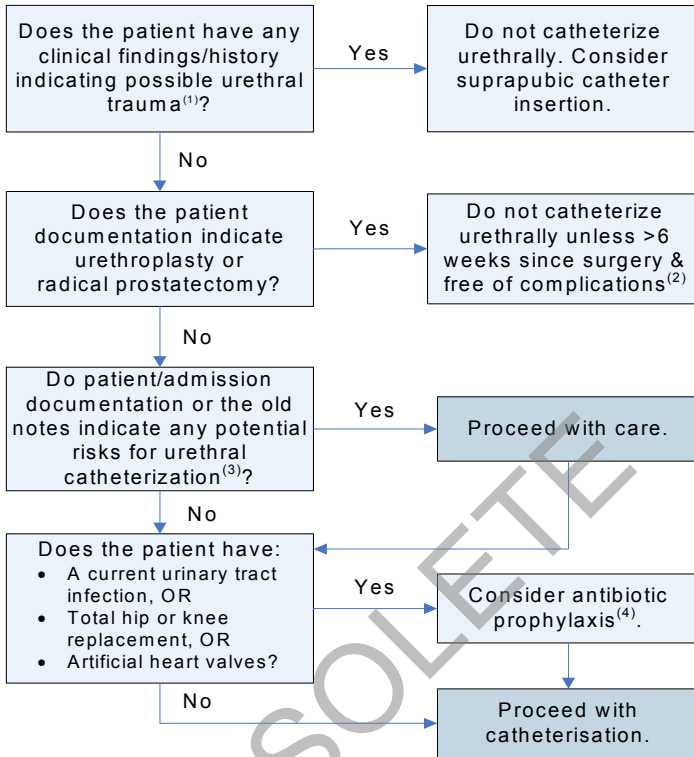 Does the patient have any
clinical findings/history
indicating possible urethral
trauma(1)?
Yes
Do not catheterize
urethrally. Consider
suprapubic catheter
insertion.
No
Does the patient
documentation indicate
urethroplasty or
radical prostatectomy?
Yes
Do not catheterize
urethrally unless >6
weeks since surgery &
free of complications(2)
No
Do patient/admission
documentation or the old
notes indicate any potential
risks for urethral
catheterization(3)?
Yes
Proceed with care.
No
Does the patient have:
• A current urinary tract
infection, OR
• Total hip or knee
replacement, OR
• Artificial heart valves?
Yes
Consider antibiotic
prophylaxis(4).
No
Proceed with
catheterisation.
SOLETE